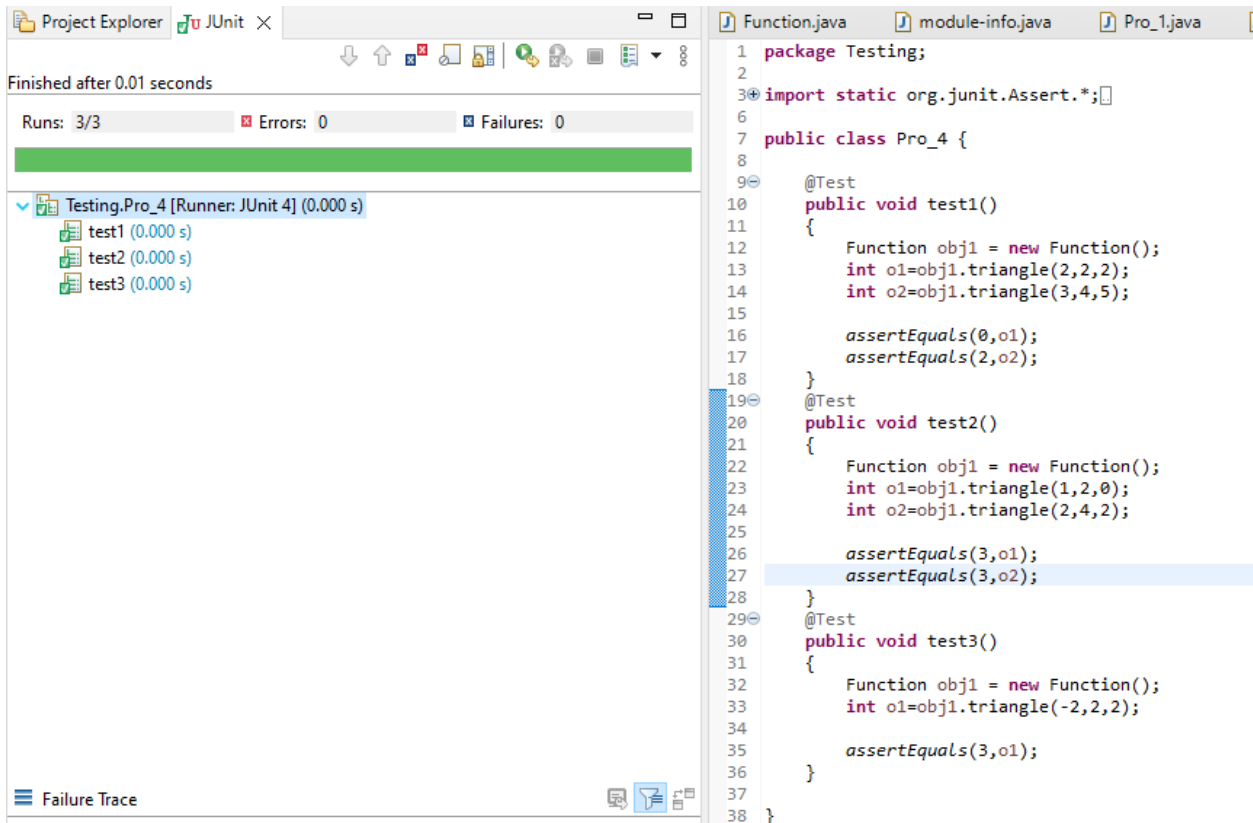 Project Explorer
JUnit
Finished after 0.01 seconds
Runs: 3/3
Errors: 0
Failures: 0
Testing.Pro_4 [Runner: JUnit 4] (0.000 s)
test1 (0.000 s)
test2 (0.000 s)
test3 (0.000 s)
Failure Trace
Function.java
module-info.java
Pro_1.java
1 package Testing;
2
3 import static org.junit.Assert.*;
6
7 public class Pro_4 {
8
9     @Test
10     public void test1()
11     {
12         Function obj1 = new Function();
13         int o1=obj1.triangle(2,2,2);
14         int o2=obj1.triangle(3,4,5);
15
16         assertEquals(0,o1);
17         assertEquals(2,o2);
18     }
19     @Test
20     public void test2()
21     {
22         Function obj1 = new Function();
23         int o1=obj1.triangle(1,2,0);
24         int o2=obj1.triangle(2,4,2);
25
26         assertEquals(3,o1);
27         assertEquals(3,o2);
28     }
29     @Test
30     public void test3()
31     {
32         Function obj1 = new Function();
33         int o1=obj1.triangle(-2,2,2);
34
35         assertEquals(3,o1);
36     }
37
38 }